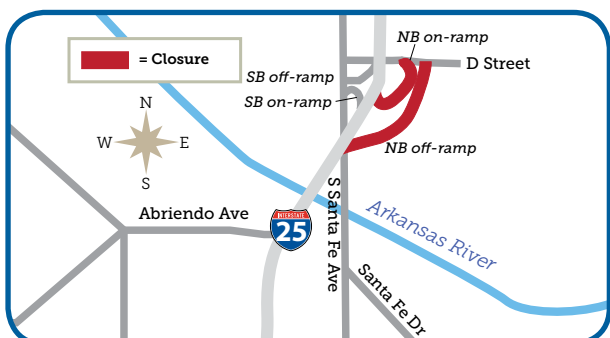 NB on-ramp
= Closure
D Street
SB off-ramp
SB on-ramp
N
W E
S
NB off-ramp
Abriendo Ave
INTERSTATE
25
S Santa Fe Ave
Arkansas River
Santa Fe Dr